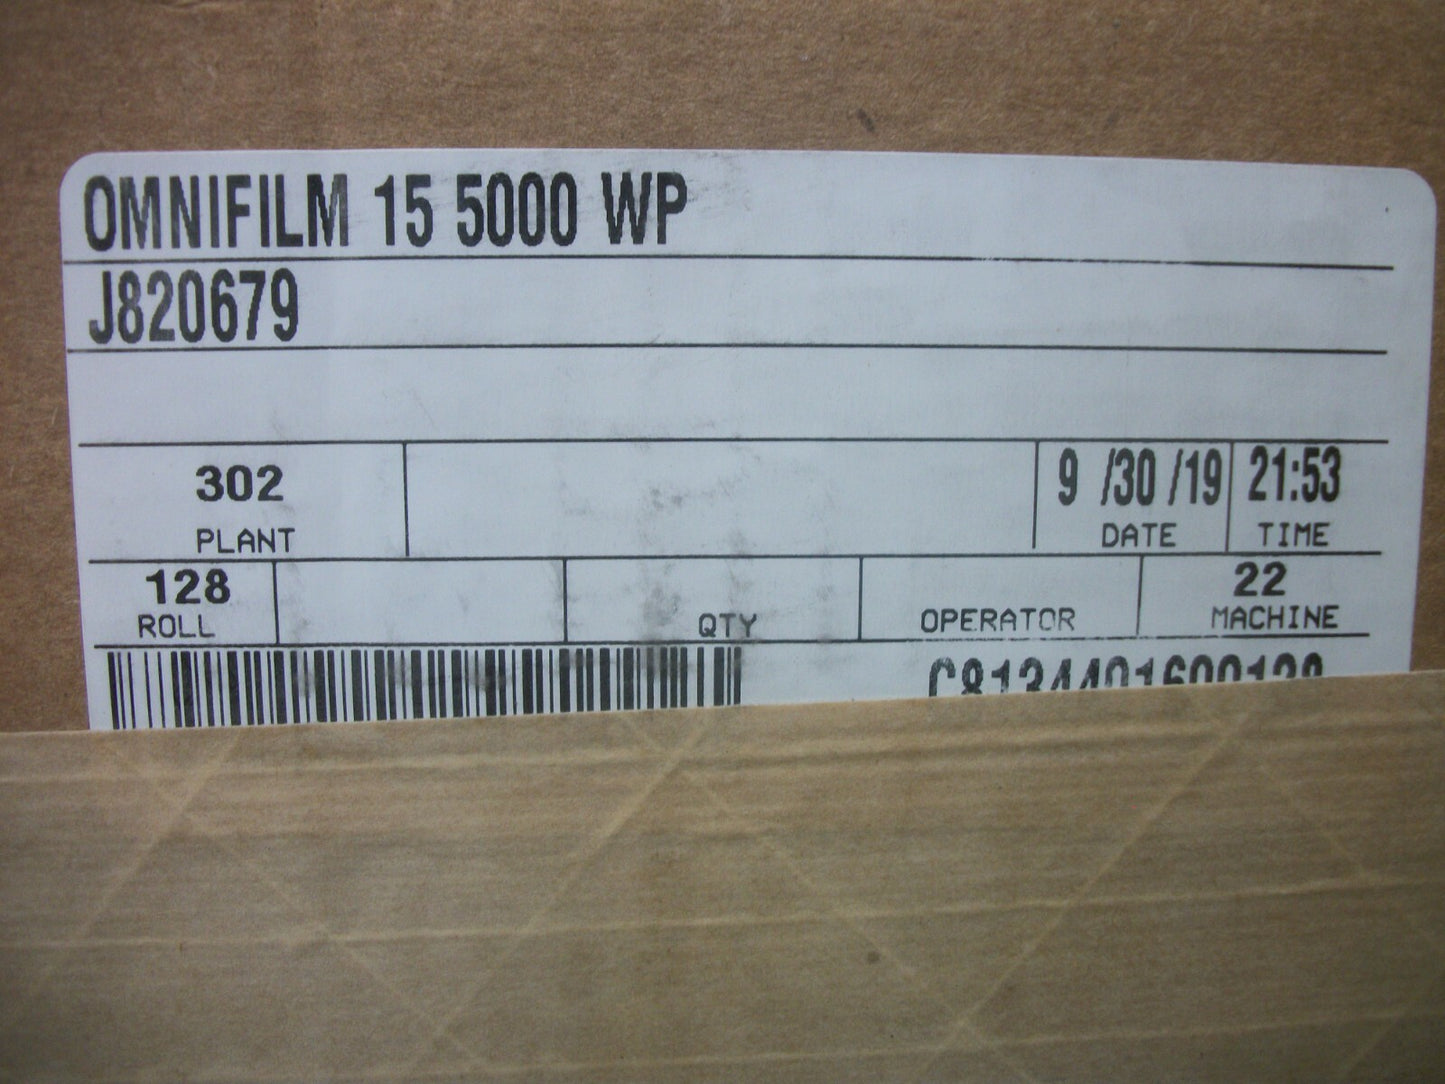 OMNIFILM 15 5000 WP
J820679
302 9 /30 /19 21:53
PLANT DATE TIME
128 22
ROLL QTY OPERATOR MACHINE